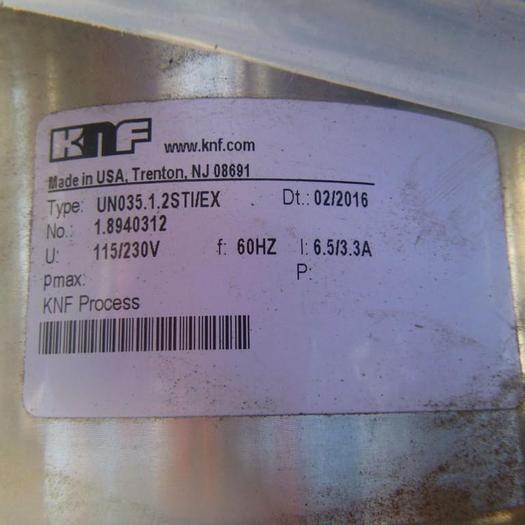 KNF www.knf.com
Made in USA, Trenton, NJ 08691
Type: UN035.1.2STI/EX Dt.: 02/2016
No.: 1.8940312
U: 115/230V f: 60HZ I: 6.5/3.3A
pmax: P:
KNF Process